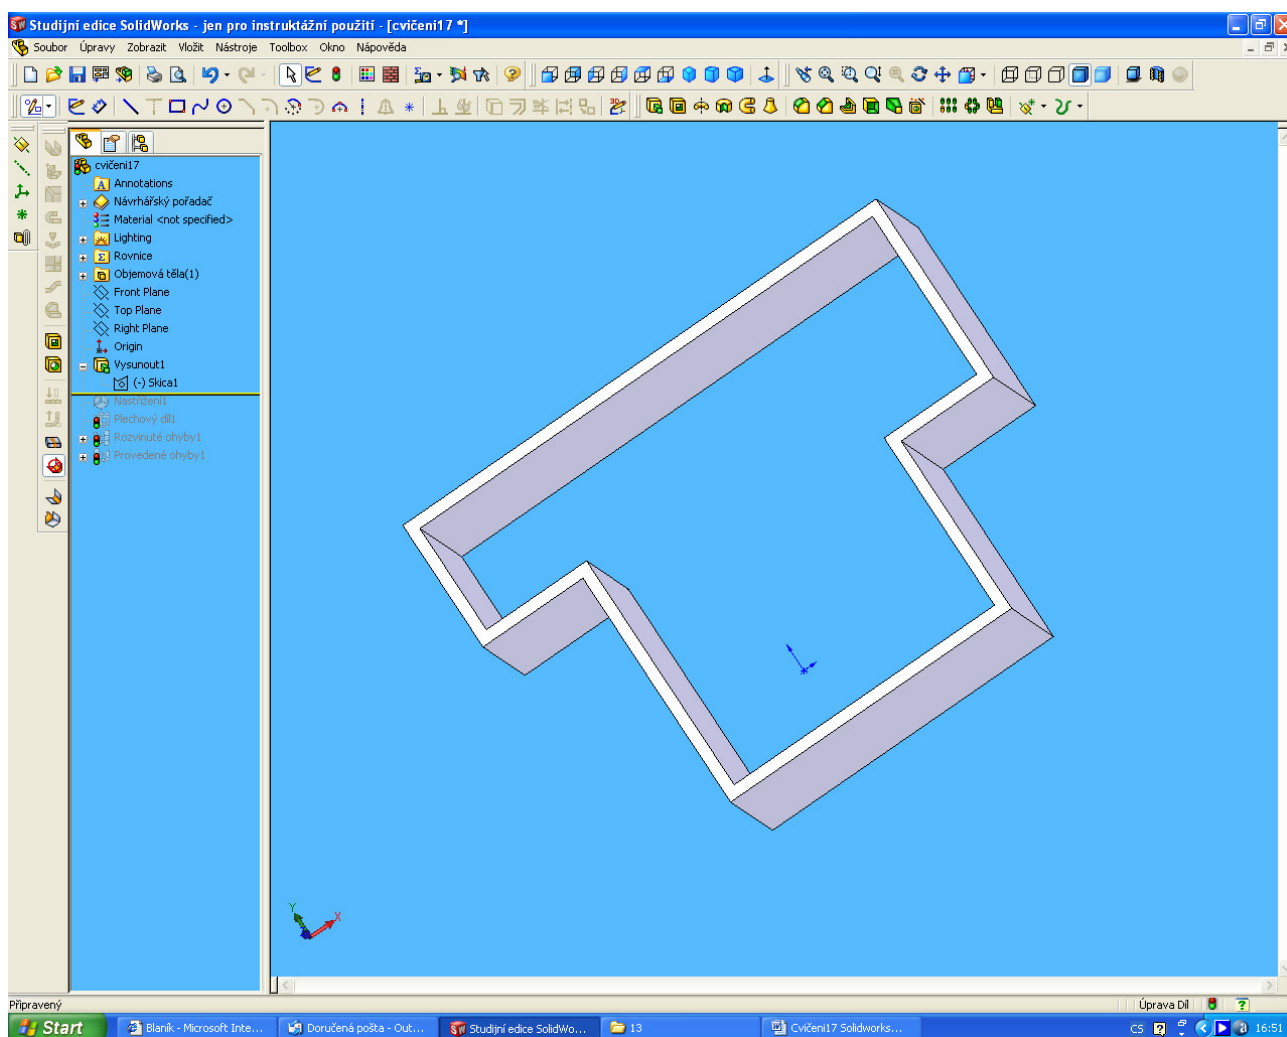 Studijní edice SolidWorks - jen pro instruktážní použití - [cvičeni17 *]
Soubor Úpravy Zobrazit Vložit Nástroje Toolbox Okno Nápověda
cvičeni17
Annotations
Návrhářský pořadač
Material <not specified>
Lighting
Rovnice
Objemová těla(1)
Front Plane
Top Plane
Right Plane
Origin
Vysunout1
(-) Skica1
Nastřižení1
Plechový díl1
Rozvinuté ohyby1
Provedené ohyby1
Y
X
Připravený
Úprava Díl
Start
Blaník - Microsoft Inte...
Doručená pošta - Out...
Studijní edice SolidWo...
13
Cvičení17 Solidworks...
CS
16:51